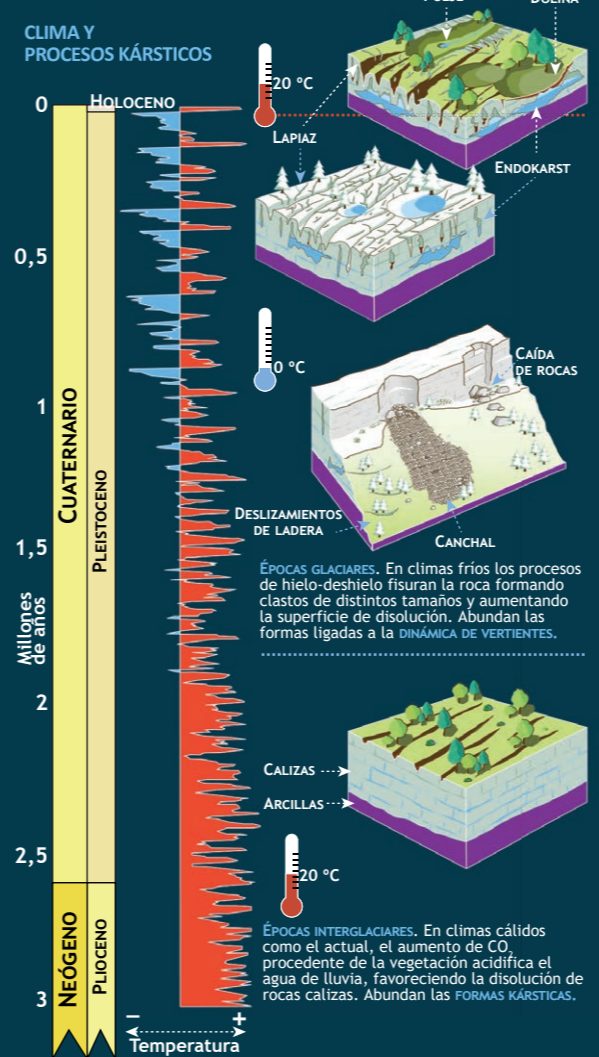 DOLINA
CLIMA Y
PROCESOS KÁRSTICOS
0
HOLOCENO
20 °C
LAPIAZ
ENDOKARST
0,5
0 °C
CAÍDA
DE ROCAS
1
CUATERNARIO
PLEISTOCENO
DESLIZAMIENTOS
DE LADERA
CANCHAL
1,5
ÉPOCAS GLACIARES. En climas fríos los procesos
de hielo-deshielo fisuran la roca formando
clastos de distintos tamaños y aumentando
la superficie de disolución. Abundan las
formas ligadas a la DINÁMICA DE VERTIENTES.
Millones
de años
2
CALIZAS
ARCILLAS
2,5
20 °C
NEÓGENO
PLIOCENO
ÉPOCAS INTERGLACIARES. En climas cálidos
como el actual, el aumento de CO2
procedente de la vegetación acidifica el
agua de lluvia, favoreciendo la disolución de
rocas calizas. Abundan las FORMAS KÁRSTICAS.
3
− +
Temperatura